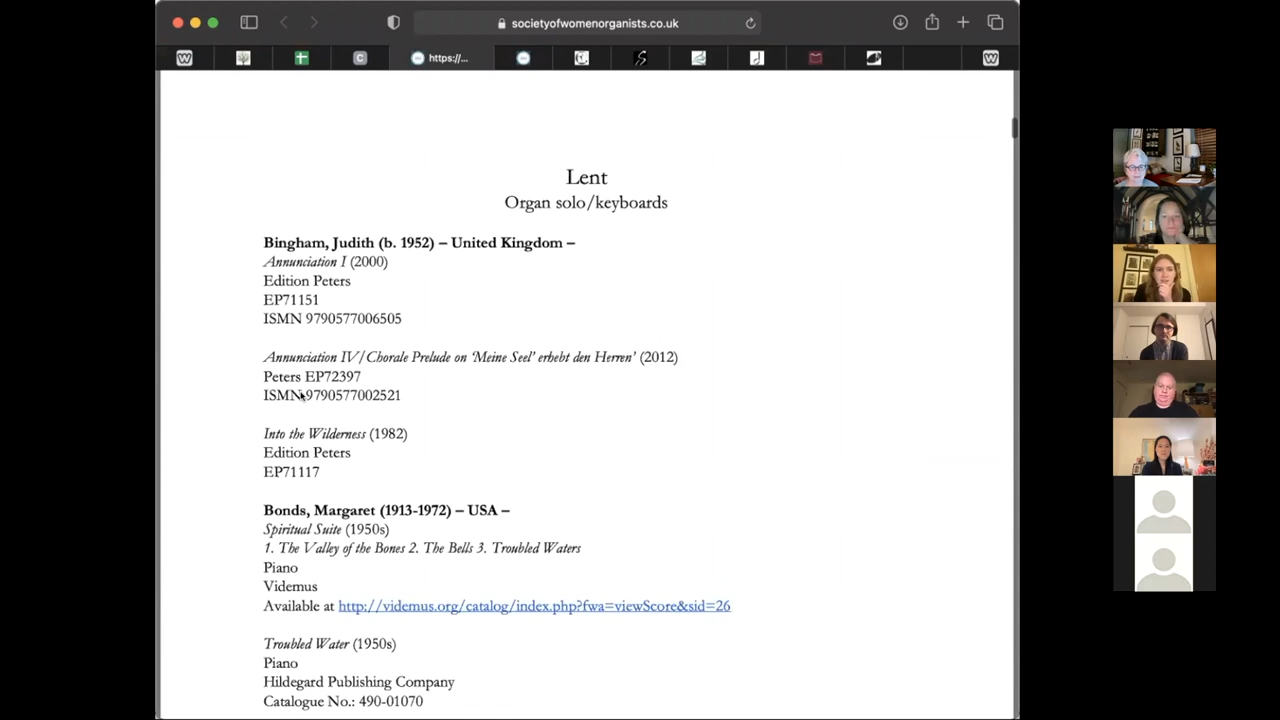 societyofwomenorganists.co.uk
https://...
Lent
Organ solo/keyboards
Bingham, Judith (b. 1952) – United Kingdom –
Annunciation I (2000)
Edition Peters
EP71151
ISMN 9790577006505
Annunciation IV/Chorale Prelude on ‘Meine Seel’ erhebt den Herren’ (2012)
Peters EP72397
ISMN 9790577002521
Into the Wilderness (1982)
Edition Peters
EP71117
Bonds, Margaret (1913-1972) – USA –
Spiritual Suite (1950s)
1. The Valley of the Bones 2. The Bells 3. Troubled Waters
Piano
Videmus
Available at http://videmus.org/catalog/index.php?fwa=viewScore&sid=26
Troubled Water (1950s)
Piano
Hildegard Publishing Company
Catalogue No.: 490-01070